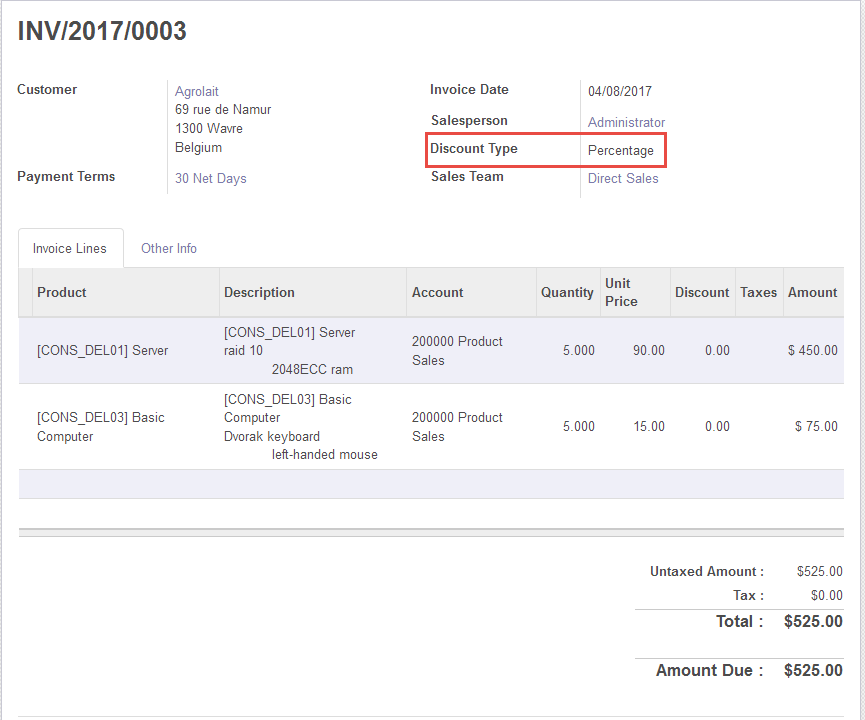 INV/2017/0003
Customer
Agrolait
69 rue de Namur
1300 Wavre
Belgium
Payment Terms
30 Net Days
Invoice Date
04/08/2017
Salesperson
Administrator
Discount Type
Percentage
Sales Team
Direct Sales
Invoice Lines
Other Info
Product Description Account Quantity Unit Price Discount Taxes Amount
[CONS_DEL01] Server
[CONS_DEL01] Server
raid 10
2048ECC ram
200000 Product
Sales
5.000 90.00 0.00 $ 450.00
[CONS_DEL03] Basic
Computer
[CONS_DEL03] Basic
Computer
Dvorak keyboard
left-handed mouse
200000 Product
Sales
5.000 15.00 0.00 $ 75.00
Untaxed Amount : $525.00
Tax : $0.00
Total : $525.00
Amount Due : $525.00